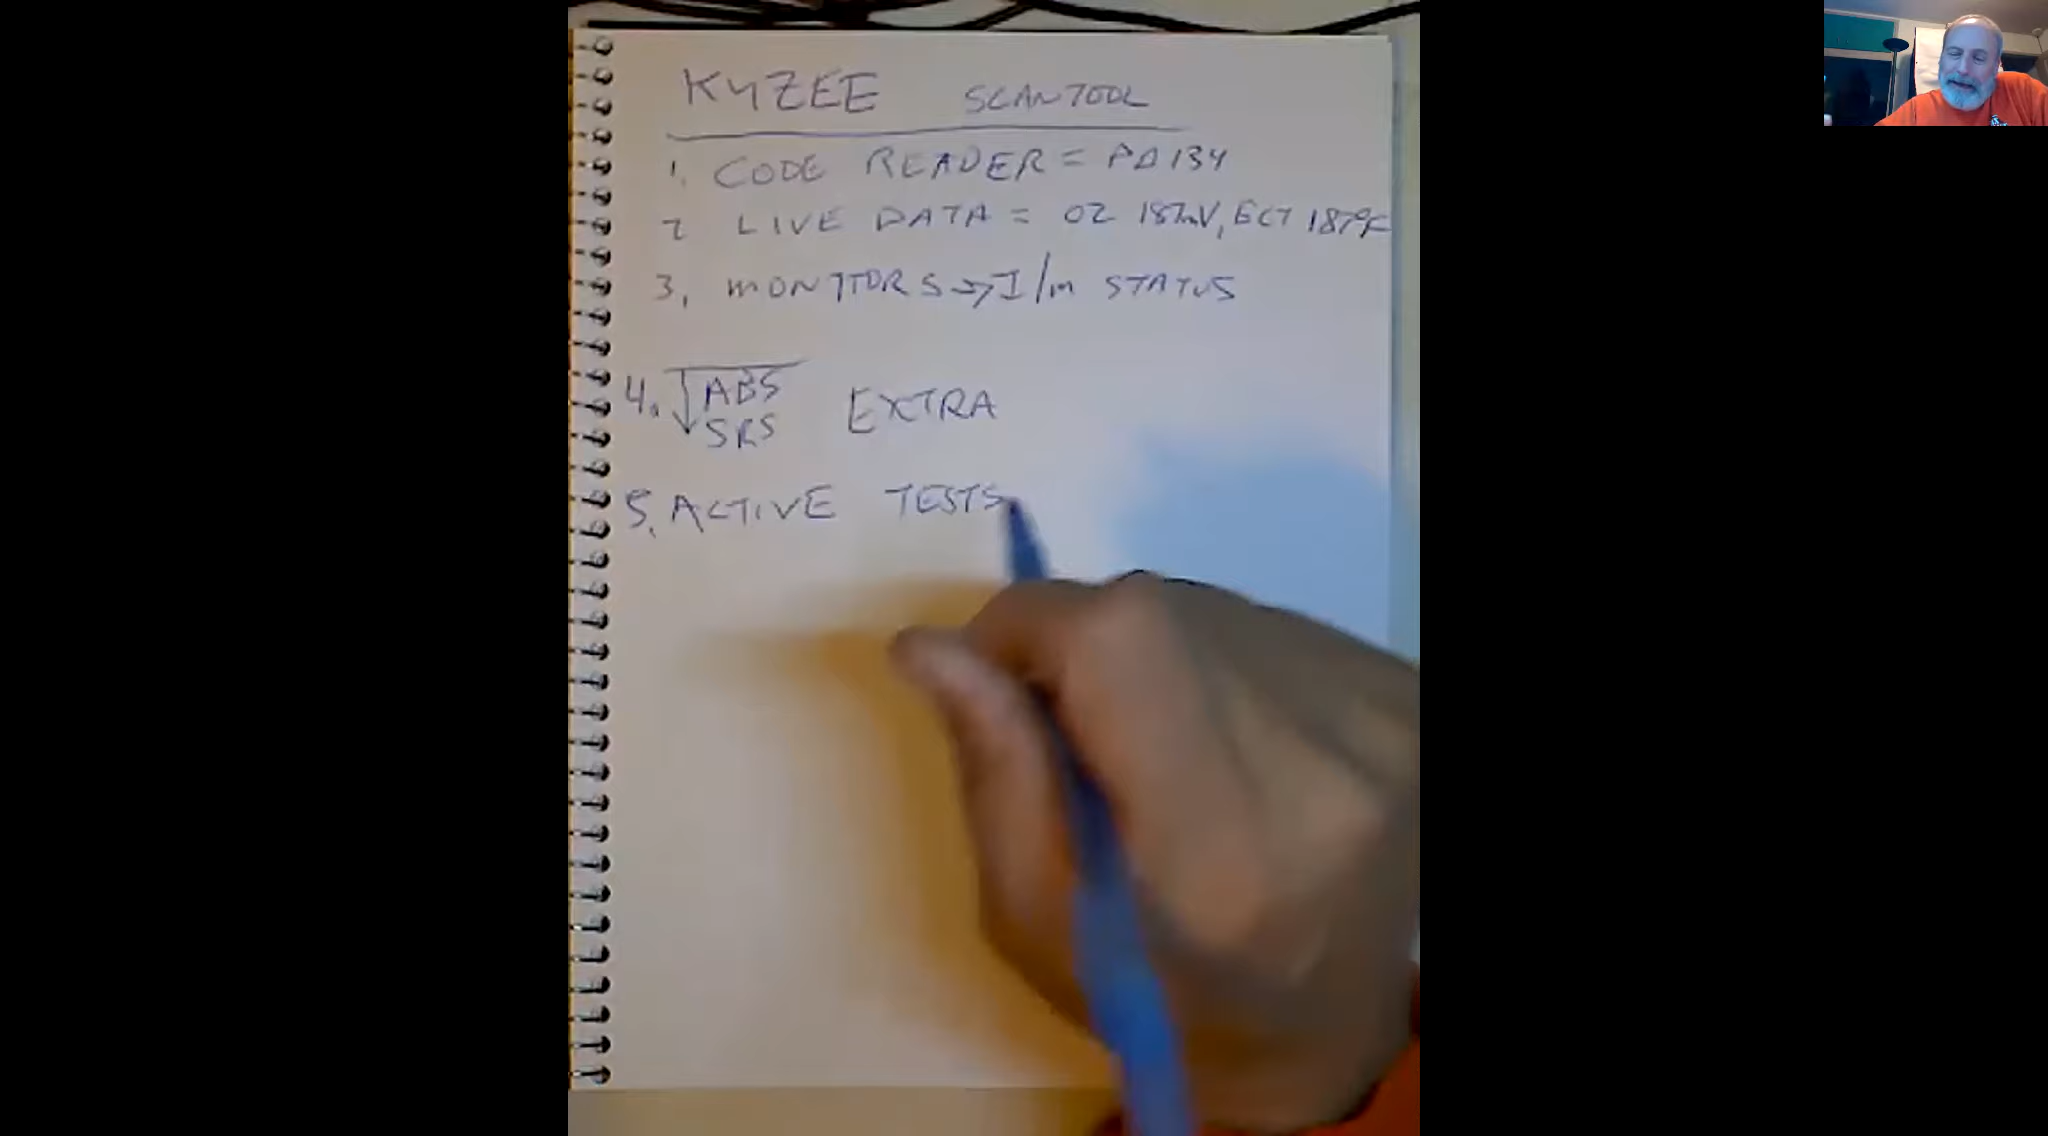 KYZEE SCANTOOL
1. CODE READER = PO134
2 LIVE DATA = O2 187mV, ECT 187°F
3. MONITORS → I/m STATUS
4. ABS EXTRA
SRS
5. ACTIVE TESTS